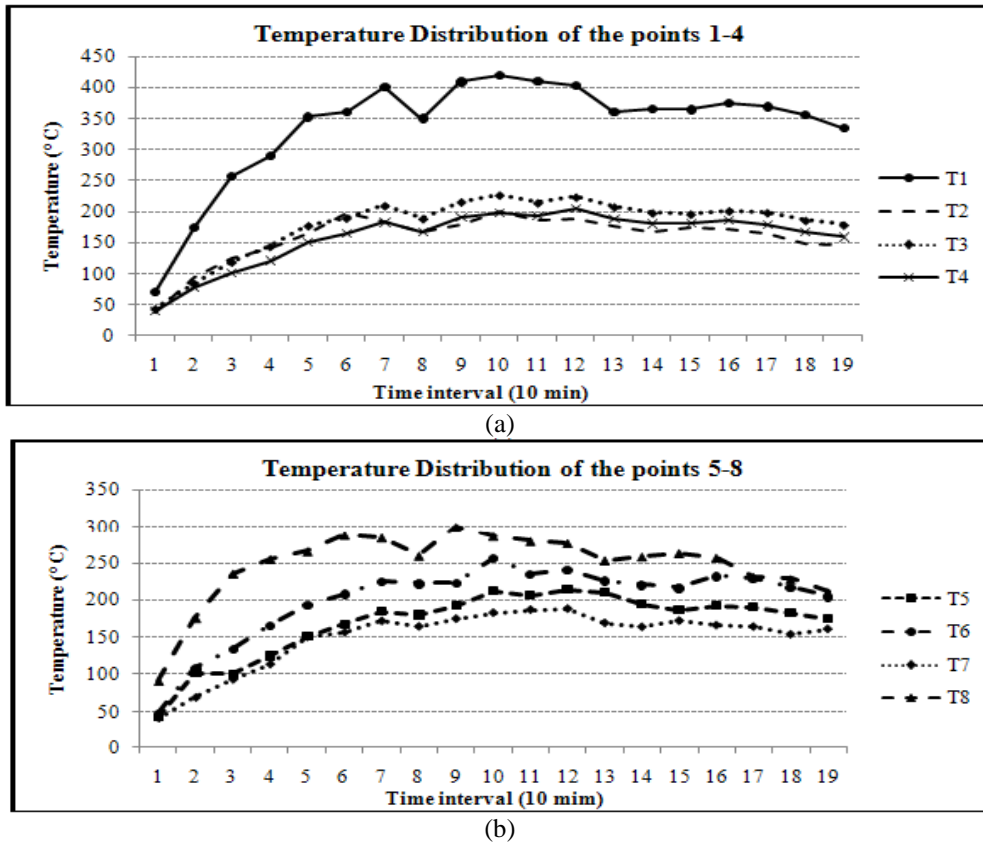 Temperature Distribution of the points 1-4
Temperature (°C)
450
400
350
300
250
200
150
100
50
0
1 2 3 4 5 6 7 8 9 10 11 12 13 14 15 16 17 18 19
Time interval (10 min)
T1
T2
T3
T4
(a)
Temperature Distribution of the points 5-8
Temperature (°C)
350
300
250
200
150
100
50
0
1 2 3 4 5 6 7 8 9 10 11 12 13 14 15 16 17 18 19
Time interval (10 mim)
T5
T6
T7
T8
(b)